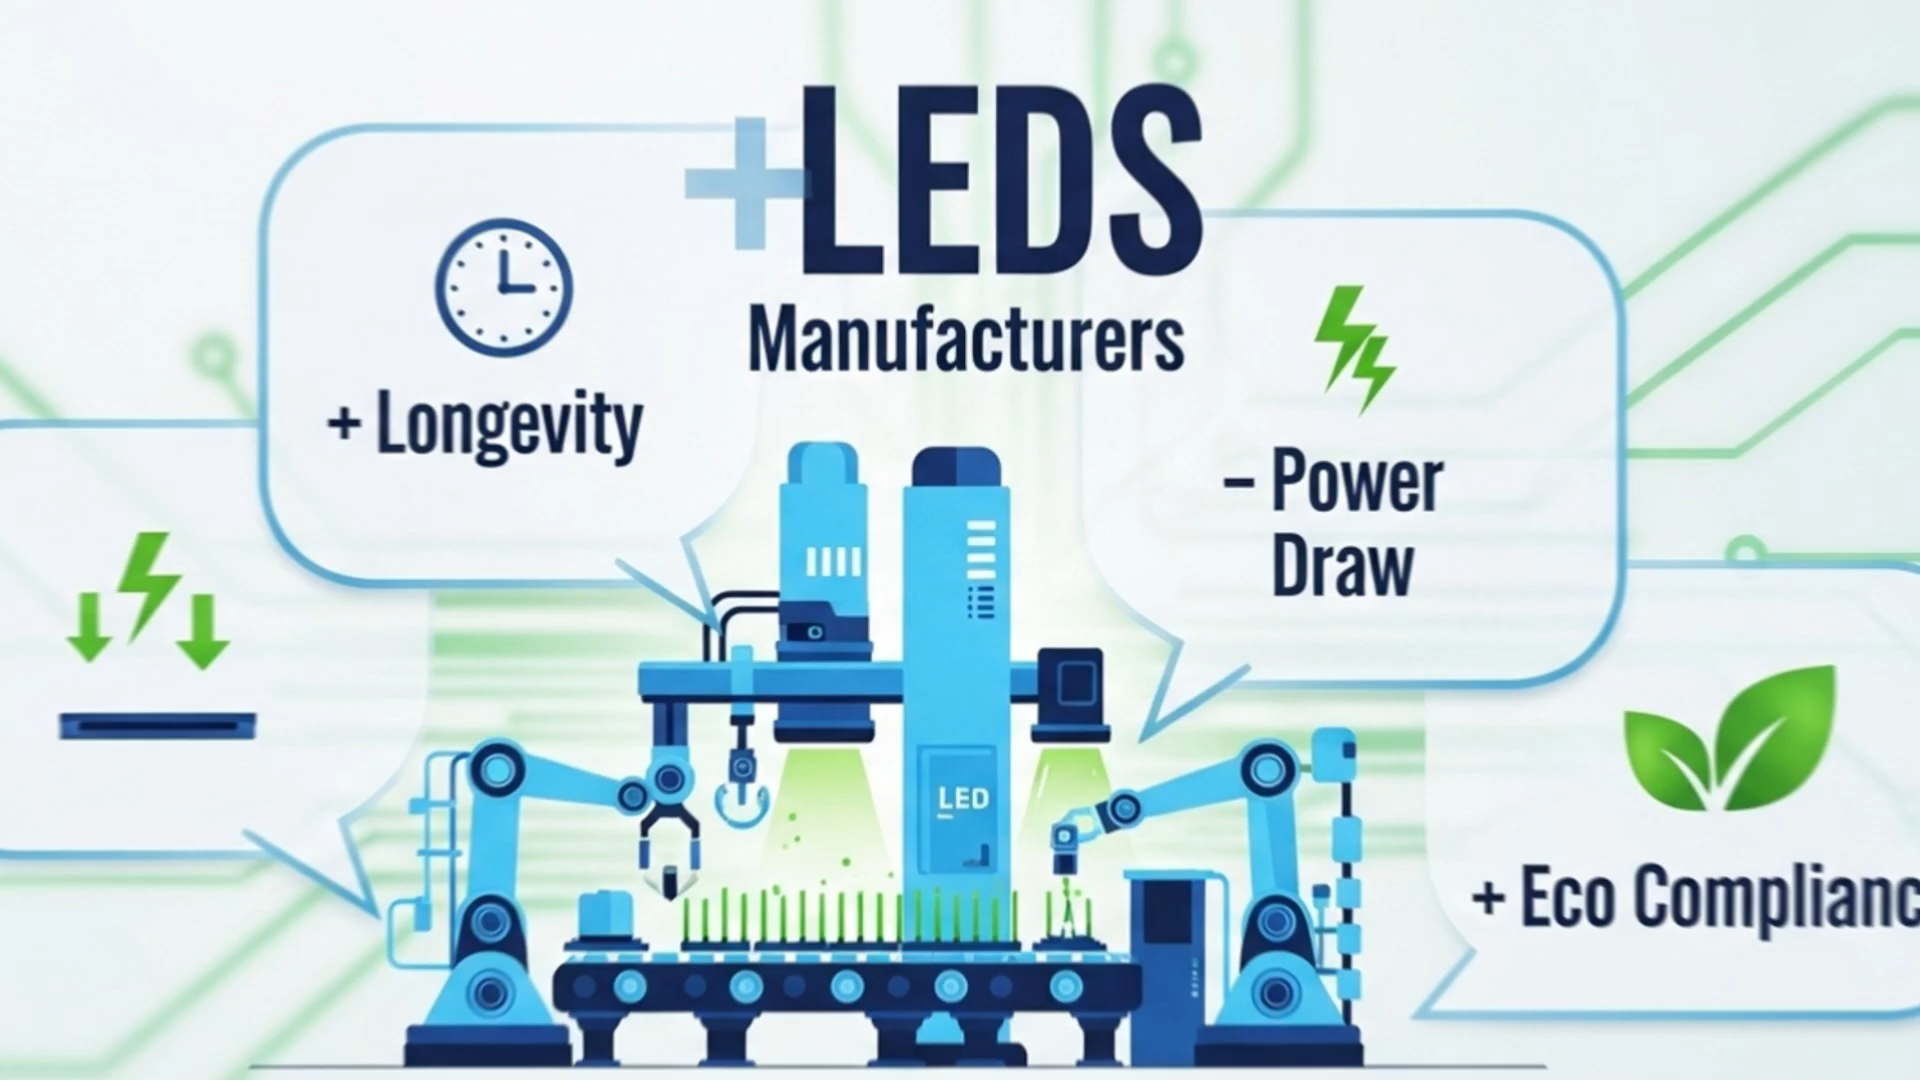 +LEDS
Manufacturers
+ Longevity
– Power
Draw
LED
+ Eco Complianc